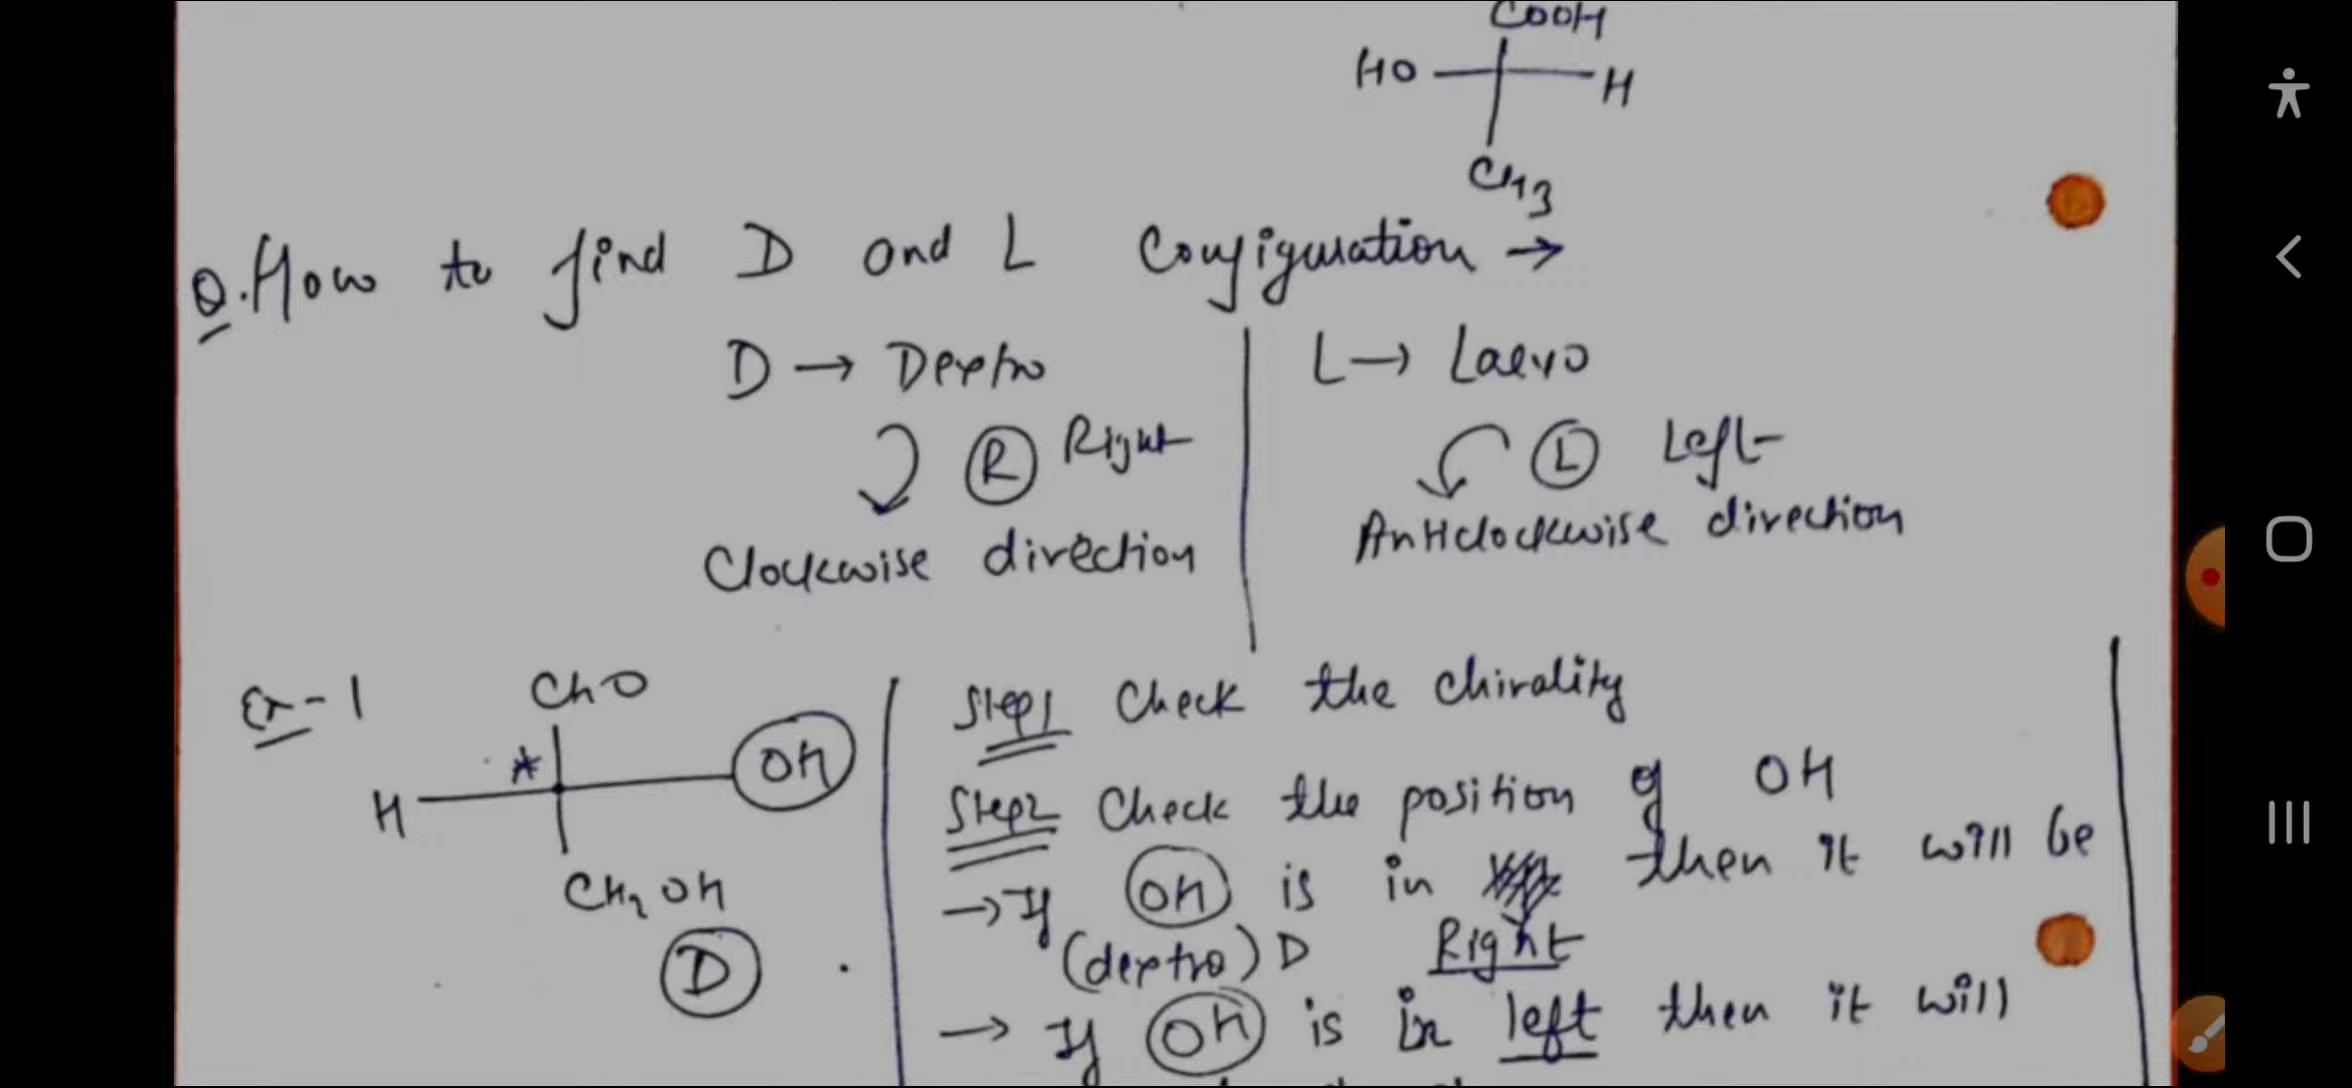 COOH
HO H
CH3
Q. How to find D and L Configuration →
D → Dextro L → Laevo
R Right L Left
Clockwise direction Anticlockwise direction
Ex-1 CHO Step1 Check the chirality
* OH
H Step2 Check the position of OH
CH2OH → If OH is in then it will be
D (dextro) D Right
→ If OH is in left then it will